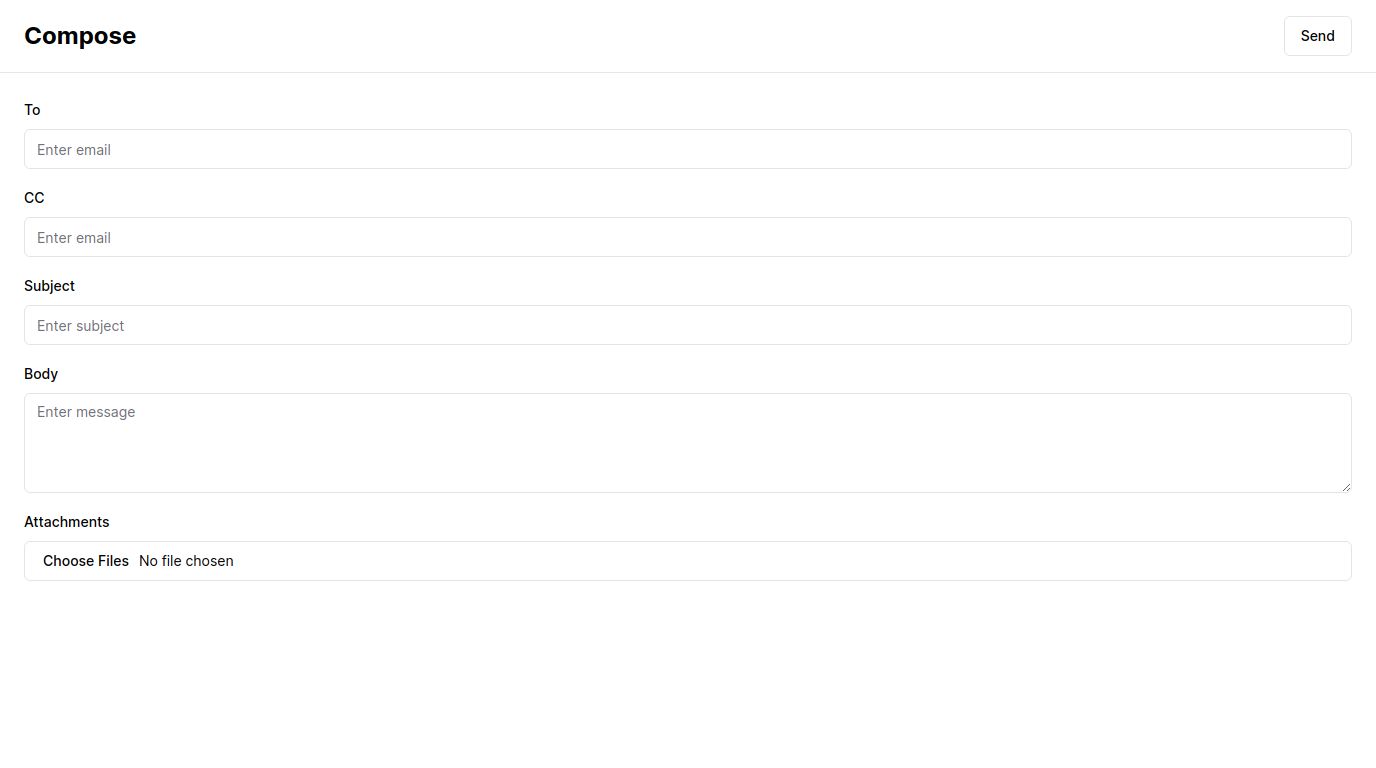 Compose
Send
To
Enter email
CC
Enter email
Subject
Enter subject
Body
Enter message
Attachments
Choose Files No file chosen